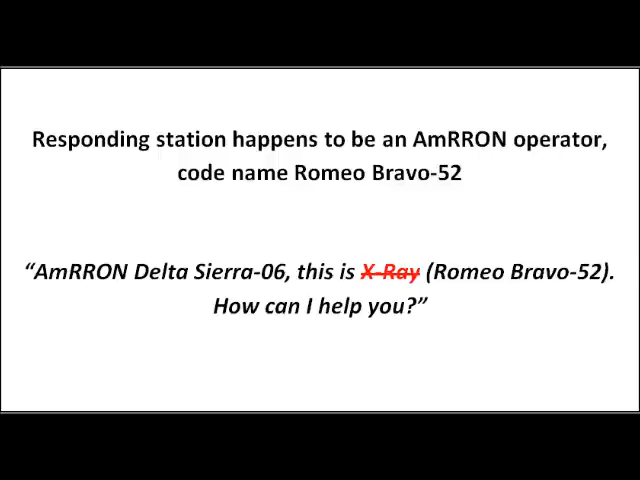 Responding station happens to be an AmRRON operator,
code name Romeo Bravo-52
“AmRRON Delta Sierra-06, this is X-Ray (Romeo Bravo-52).
How can I help you?”